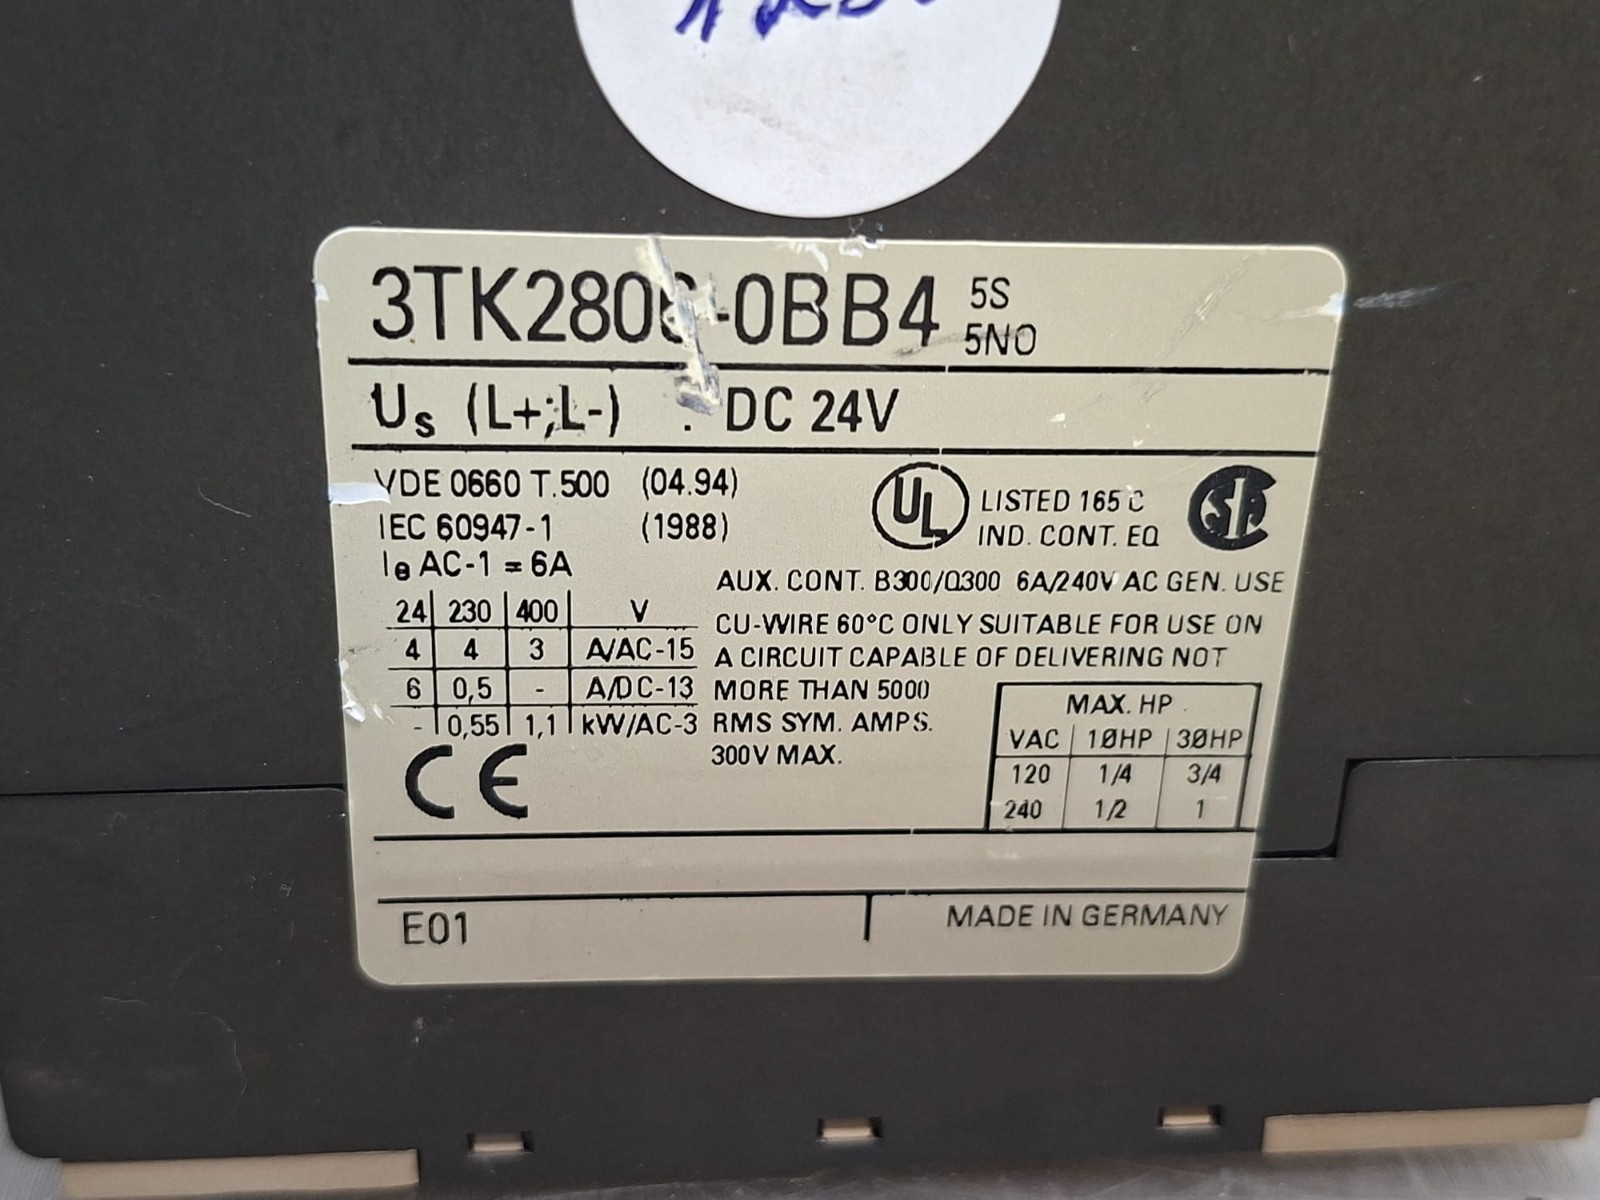 3TK2806-0BB4 5S
5NO
Us (L+;L-) : DC 24V
VDE 0660 T.500 (04.94)
IEC 60947-1 (1988)
Ie AC-1 = 6A
UL LISTED 165 C
IND. CONT. EQ
SA
AUX. CONT. B300/Q300 6A/240V AC GEN. USE
CU-WIRE 60°C ONLY SUITABLE FOR USE ON
A CIRCUIT CAPABLE OF DELIVERING NOT
MORE THAN 5000
RMS SYM. AMPS.
300V MAX.
24 230 400 V
4 4 3 A/AC-15
6 0,5 - A/DC-13
- 0,55 1,1 kW/AC-3
CE
MAX. HP
VAC 1ØHP 3ØHP
120 1/4 3/4
240 1/2 1
E01
MADE IN GERMANY